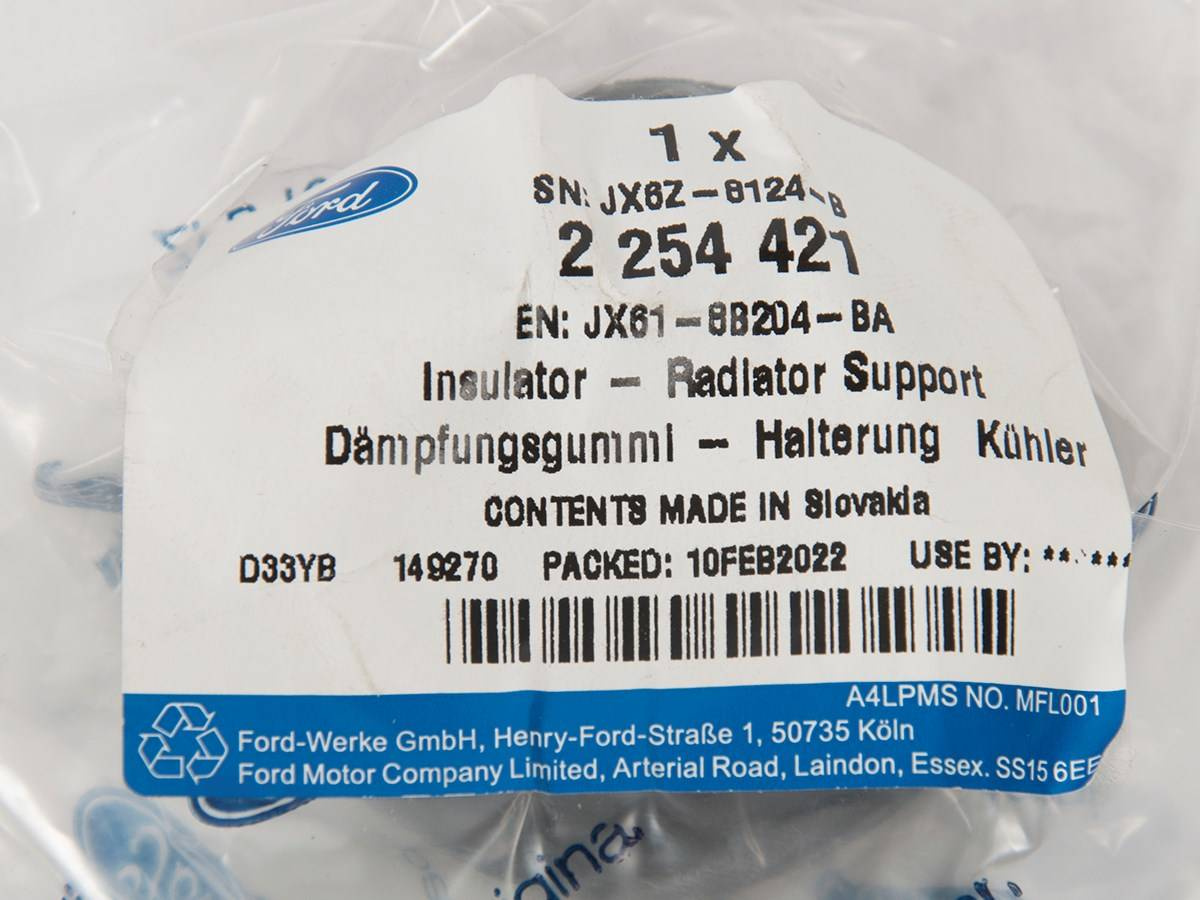 Ford
1 x
SN: JX6Z-8124-B
2 254 421
EN: JX61-8B204-BA
Insulator - Radiator Support
Dämpfungsgummi - Halterung Kühler
CONTENTS MADE IN Slovakia
D33YB 149270 PACKED: 10FEB2022 USE BY: **.***
A4LPMS NO. MFL001
Ford-Werke GmbH, Henry-Ford-Straße 1, 50735 Köln
Ford Motor Company Limited, Arterial Road, Laindon, Essex. SS15 6EE